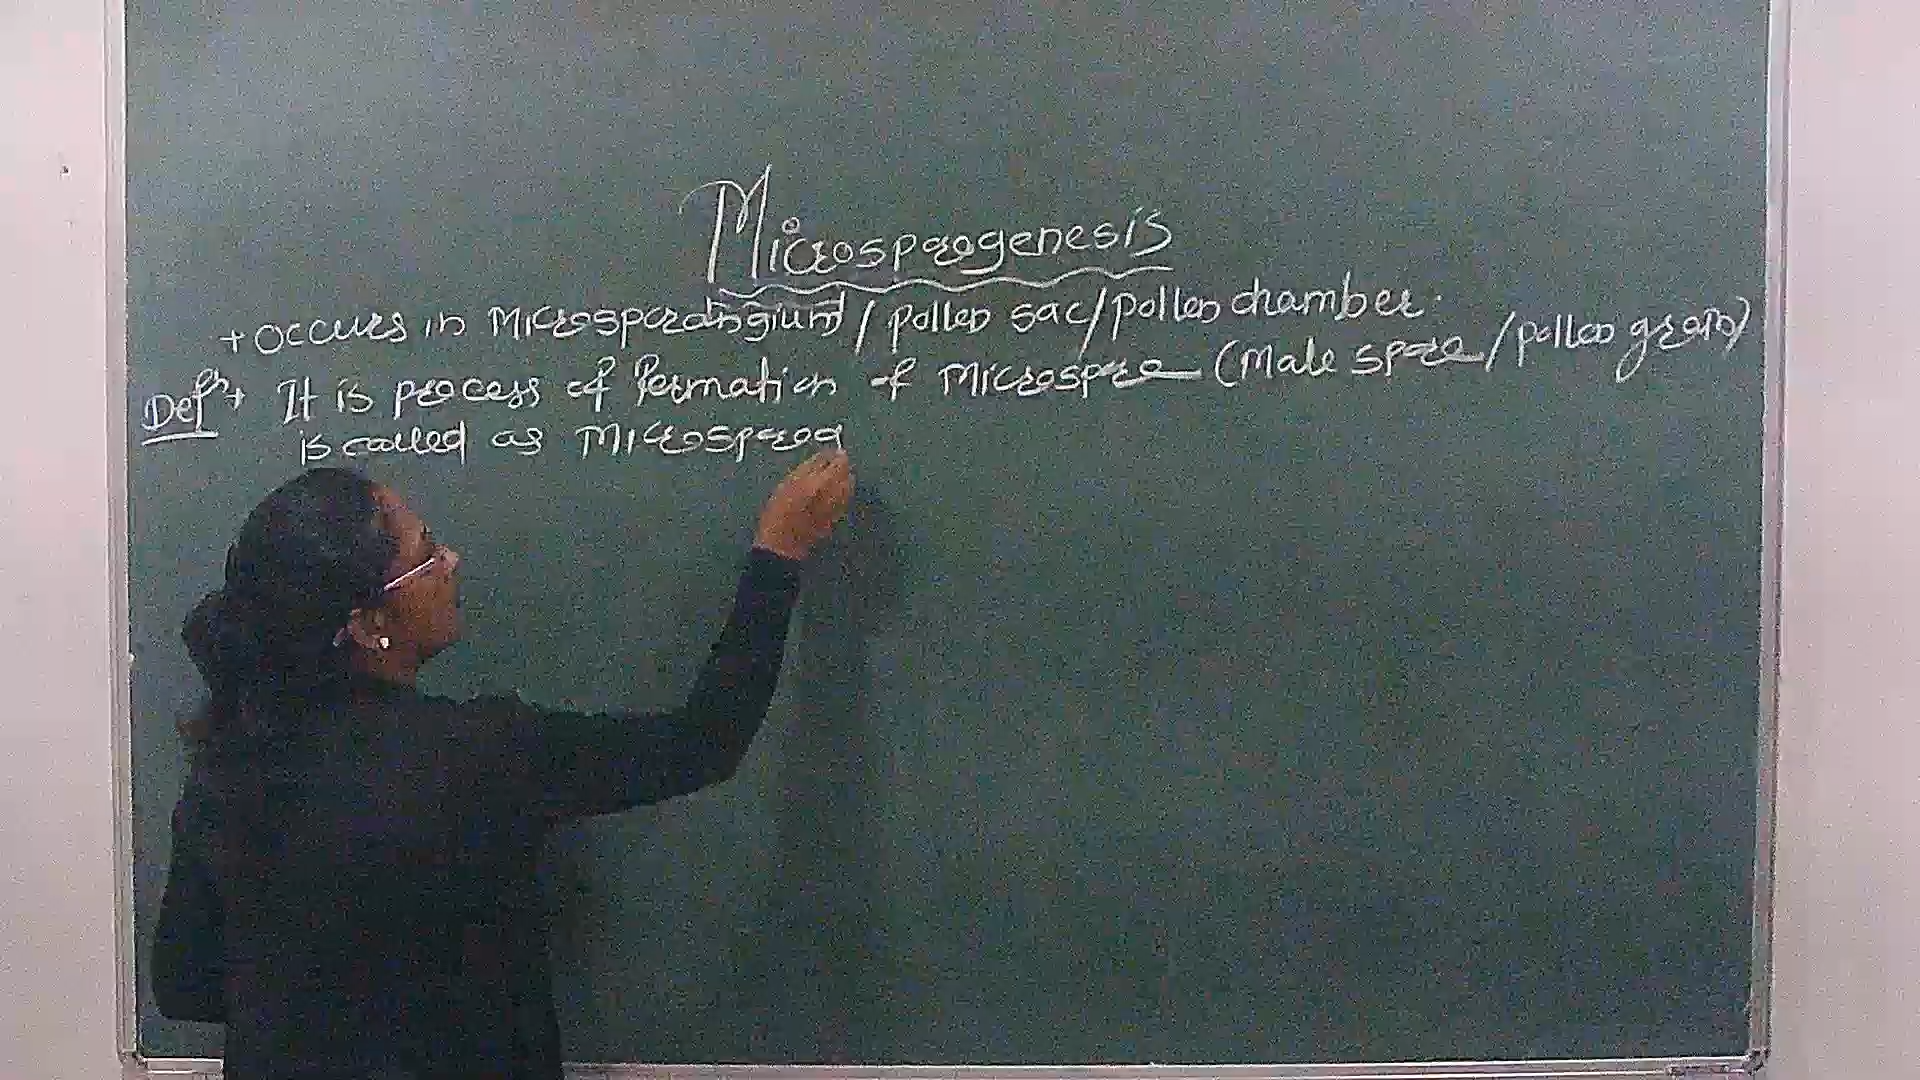 Microsporogenesis
+ occurs in Microsporangium / pollen sac / pollen chamber.
Defn + It is process of formation of Microspore (Male spore / pollen grain)
is called as Microsporo